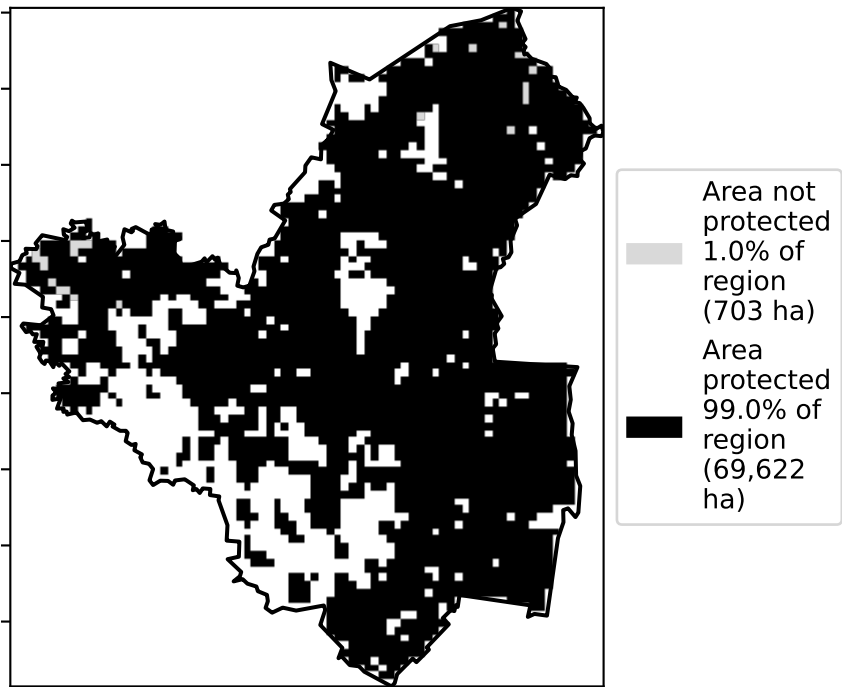 Area not
protected
1.0% of
region
(703 ha)
Area
protected
99.0% of
region
(69,622
ha)